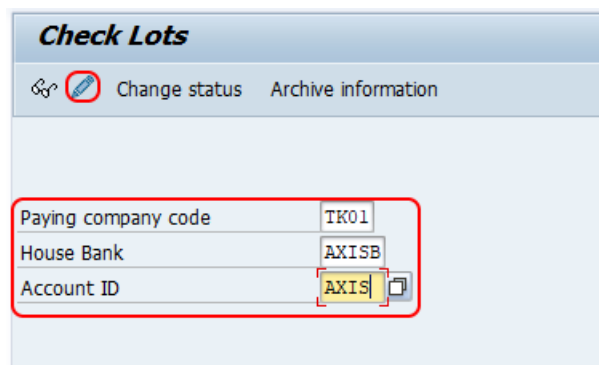 Check Lots
Change status Archive information
Paying company code TK01
House Bank AXISB
Account ID AXIS